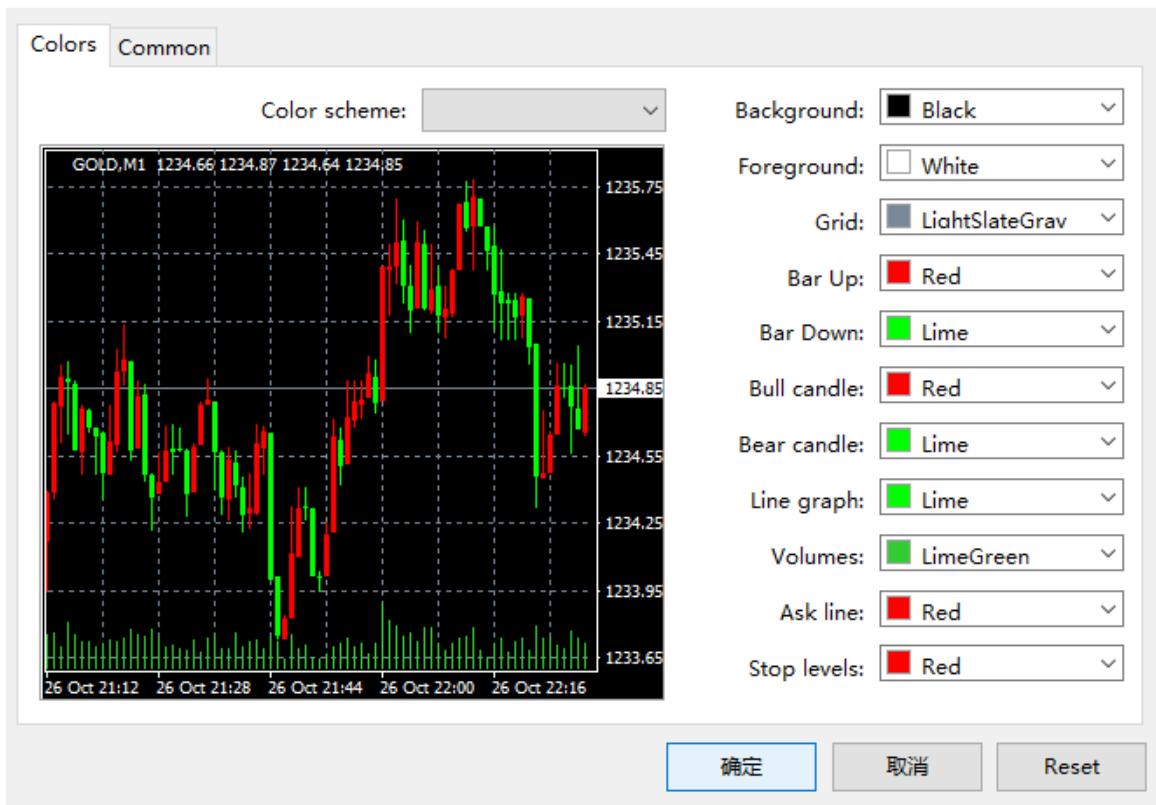 Colors
Common
Color scheme:
GOLD,M1 1234.66 1234.87 1234.64 1234.85
1235.75
1235.45
1235.15
1234.85
1234.55
1234.25
1233.95
1233.65
26 Oct 21:12 26 Oct 21:28 26 Oct 21:44 26 Oct 22:00 26 Oct 22:16
Background: Black
Foreground: White
Grid: LightSlateGray
Bar Up: Red
Bar Down: Lime
Bull candle: Red
Bear candle: Lime
Line graph: Lime
Volumes: LimeGreen
Ask line: Red
Stop levels: Red
确定
取消
Reset